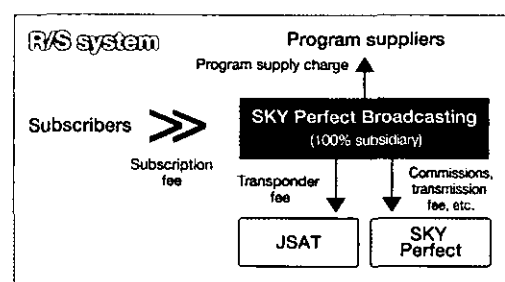 R/S system
Program suppliers
Program supply charge
Subscribers
SKY Perfect Broadcasting
(100% subsidiary)
Subscription
fee
Transponder
fee
Commissions,
transmission
fee, etc.
JSAT
SKY
Perfect